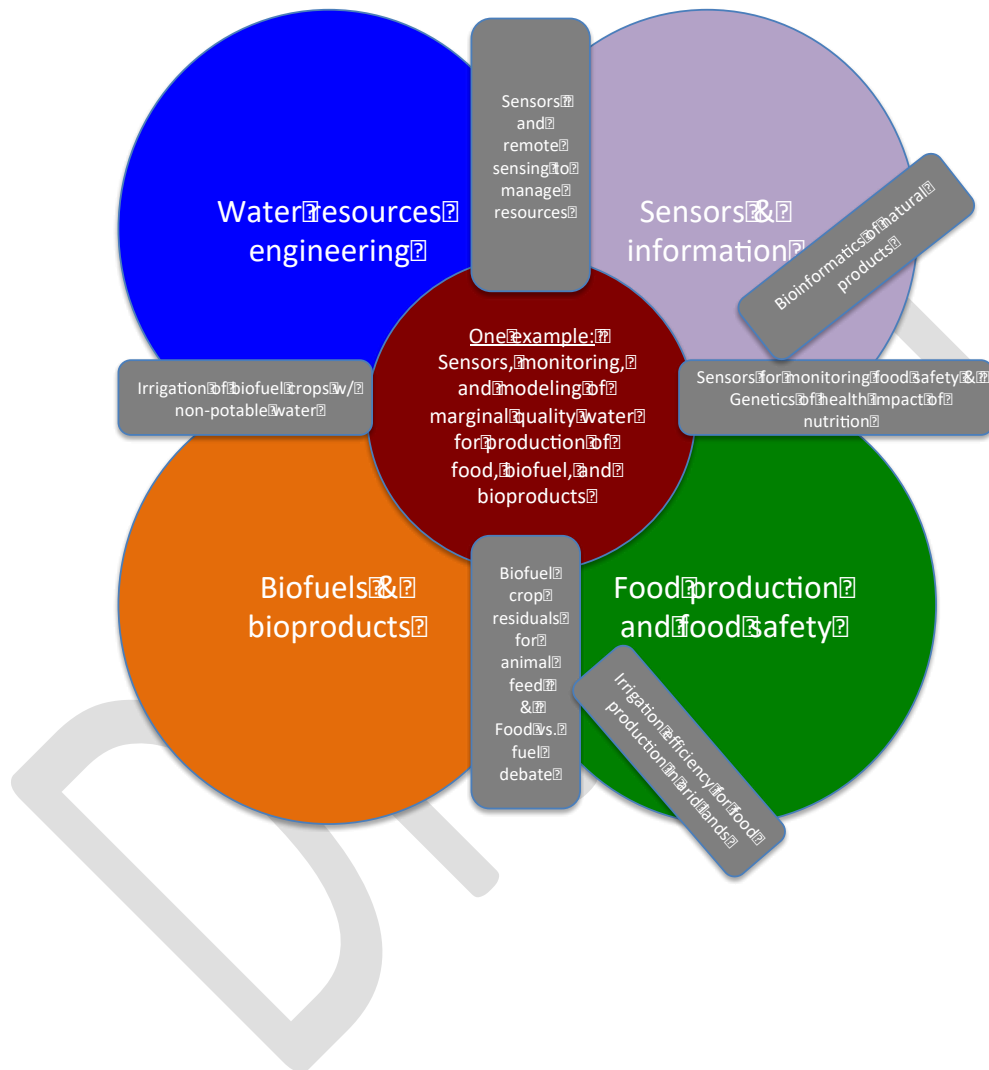 Sensors
and
remote
sensing to
manage
resources
Water resources
engineering
Sensors &
information
Bioinformatics of natural
products
One example:
Sensors, monitoring,
and modeling of
marginal quality water
for production of
food, biofuel, and
bioproducts
Irrigation of biofuel crops w/
non-potable water
Sensors for monitoring food safety &
Genetics of health impact of
nutrition
Biofuels &
bioproducts
Biofuel
crop
residuals
for
animal
feed
&
Food vs.
fuel
debate
Food production
and food safety
Irrigation efficiency for food
production in arid lands